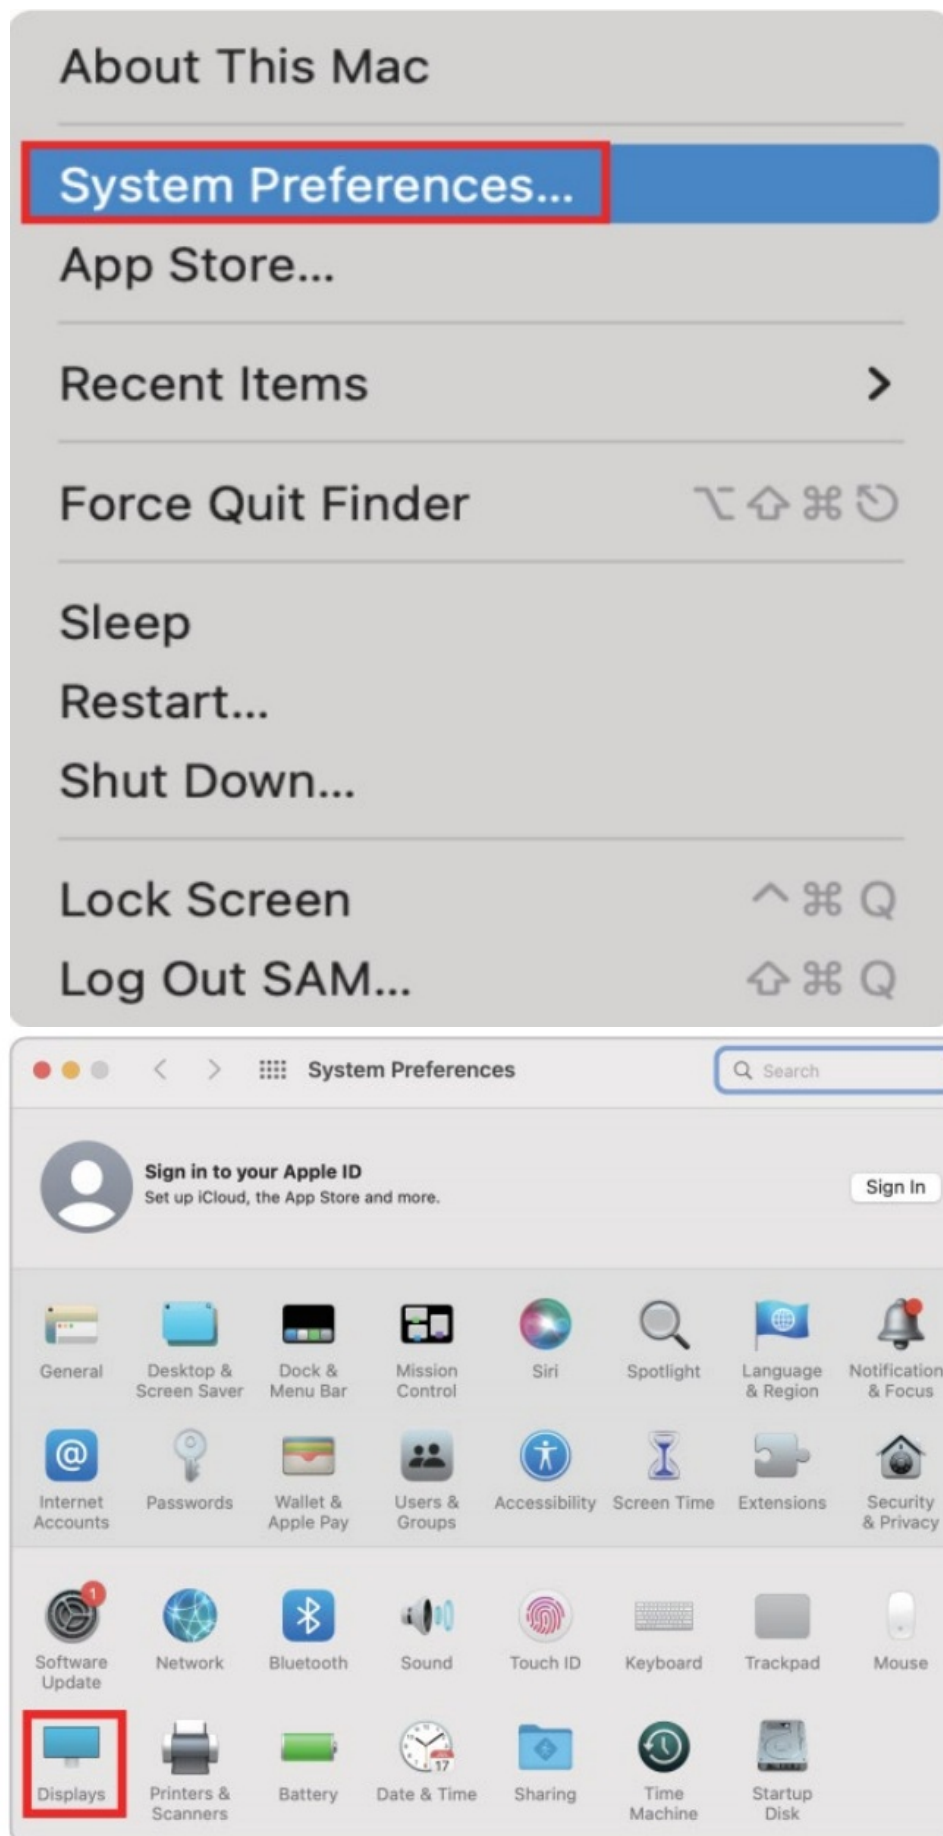 About This Mac
System Preferences...
App Store...
Recent Items
Force Quit Finder ⌥⇧⌘⎋
Sleep
Restart...
Shut Down...
Lock Screen ^⌘Q
Log Out SAM... ⇧⌘Q
System Preferences
Search
Sign in to your Apple ID
Set up iCloud, the App Store and more.
Sign In
General Desktop & Dock & Mission Siri Spotlight Language Notification
Screen Saver Menu Bar Control & Region & Focus
@
Internet Passwords Wallet & Users & Accessibility Screen Time Extensions Security
Accounts Apple Pay Groups & Privacy
1
Software Network Bluetooth Sound Touch ID Keyboard Trackpad Mouse
Update
17
Displays Printers & Battery Date & Time Sharing Time Startup
Scanners Machine Disk